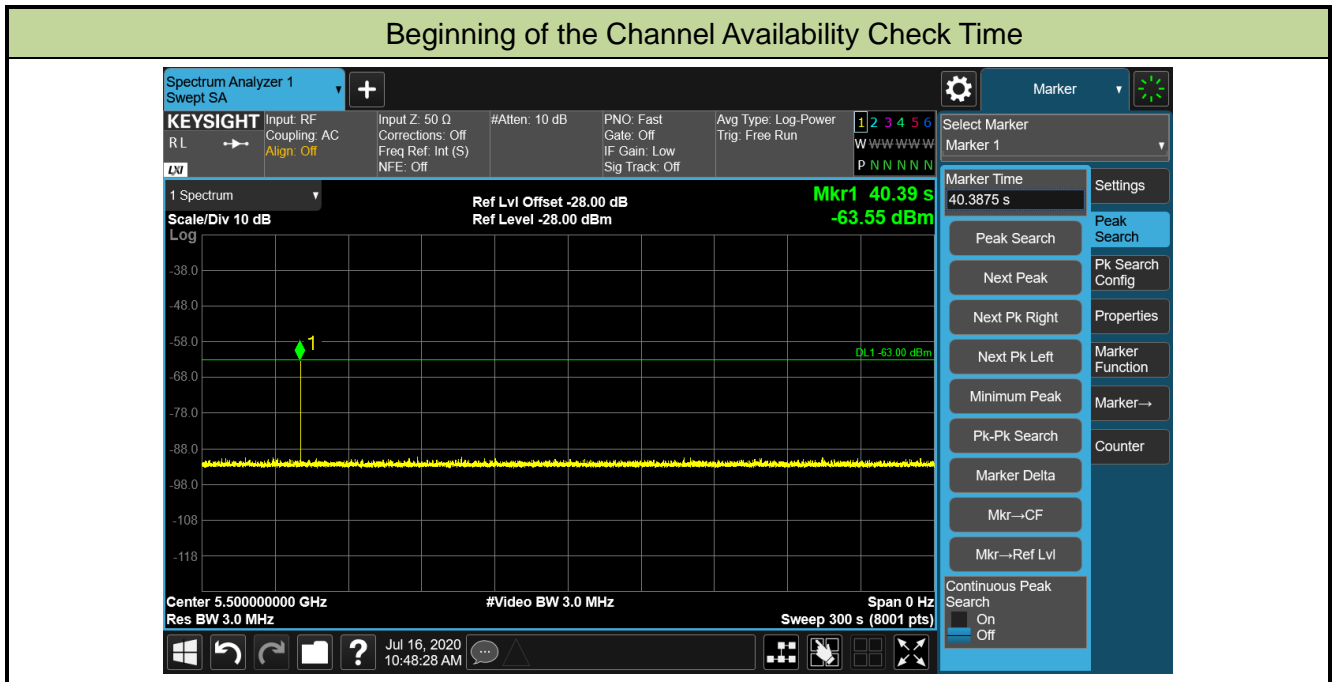 Beginning of the Channel Availability Check Time
Spectrum Analyzer 1
Swept SA
+
Marker
KEYSIGHT
RL
LXI
Input: RF
Coupling: AC
Align: Off
Input Z: 50 Ω
Corrections: Off
Freq Ref: Int (S)
NFE: Off
#Atten: 10 dB
PNO: Fast
Gate: Off
IF Gain: Low
Sig Track: Off
Avg Type: Log-Power
Trig: Free Run
1 2 3 4 5 6
W W W W W W
P N N N N N
Select Marker
Marker 1
1 Spectrum
Scale/Div 10 dB
Ref Lvl Offset -28.00 dB
Ref Level -28.00 dBm
Mkr1 40.39 s
-63.55 dBm
Log
-38.0
-48.0
-58.0
-68.0
-78.0
-88.0
-98.0
-108
-118
1
DL1 -63.00 dBm
Center 5.500000000 GHz
Res BW 3.0 MHz
#Video BW 3.0 MHz
Span 0 Hz
Sweep 300 s (8001 pts)
Marker Time
40.3875 s
Peak Search
Next Peak
Next Pk Right
Next Pk Left
Minimum Peak
Pk-Pk Search
Marker Delta
Mkr→CF
Mkr→Ref Lvl
Continuous Peak
Search
On
Off
Settings
Peak
Search
Pk Search
Config
Properties
Marker
Function
Marker→
Counter
?
Jul 16, 2020
10:48:28 AM